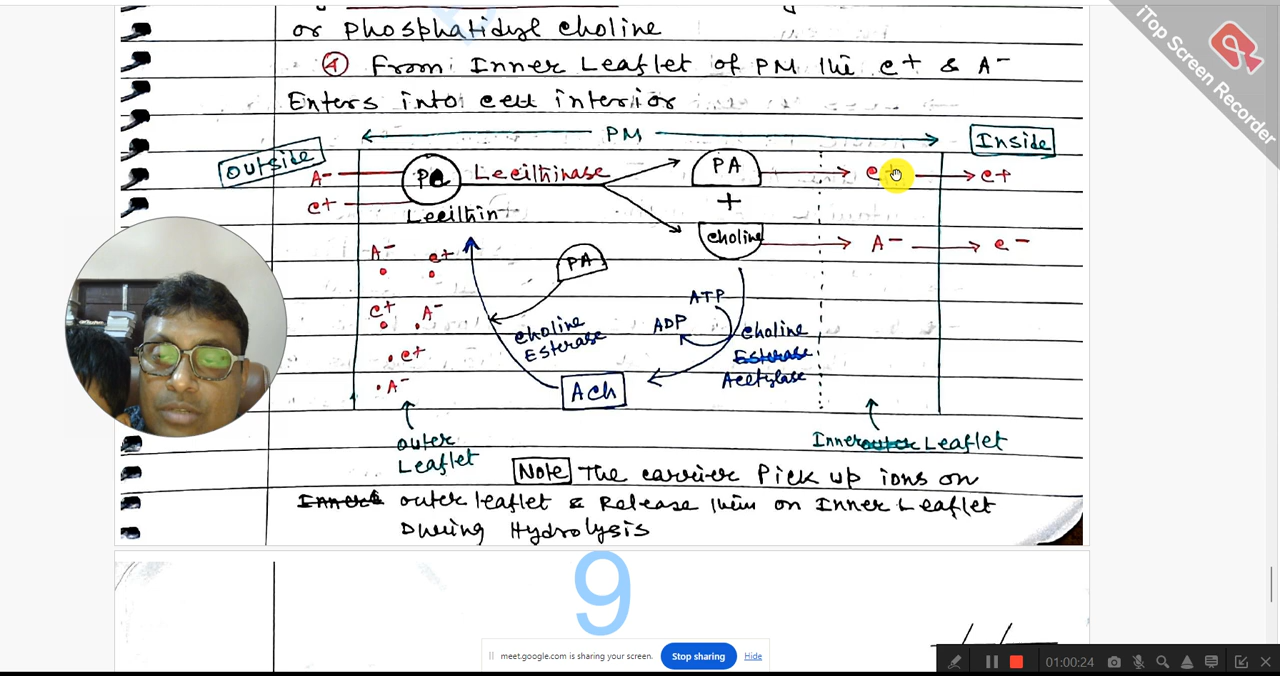 or phosphatidyl choline
④ From Inner Leaflet of PM the c+ & A-
Enters into cell interior
PM
Outside
Inside
A-
Lecithinase
PA
c+
c+
c+
Lecithin
+
choline
A-
e-
A-
c+
PA
ATP
ADP
c+
A-
choline
Esterase
choline
Esterase
Acetylase
c+
A-
Ach
outer
Leaflet
Inner outer Leaflet
Note The carrier Pick up ions on
Inner outer leaflet & Release them on Inner Leaflet
During Hydrolysis
9
meet.google.com is sharing your screen.
Stop sharing
Hide
01:00:24
iTop Screen Recorder